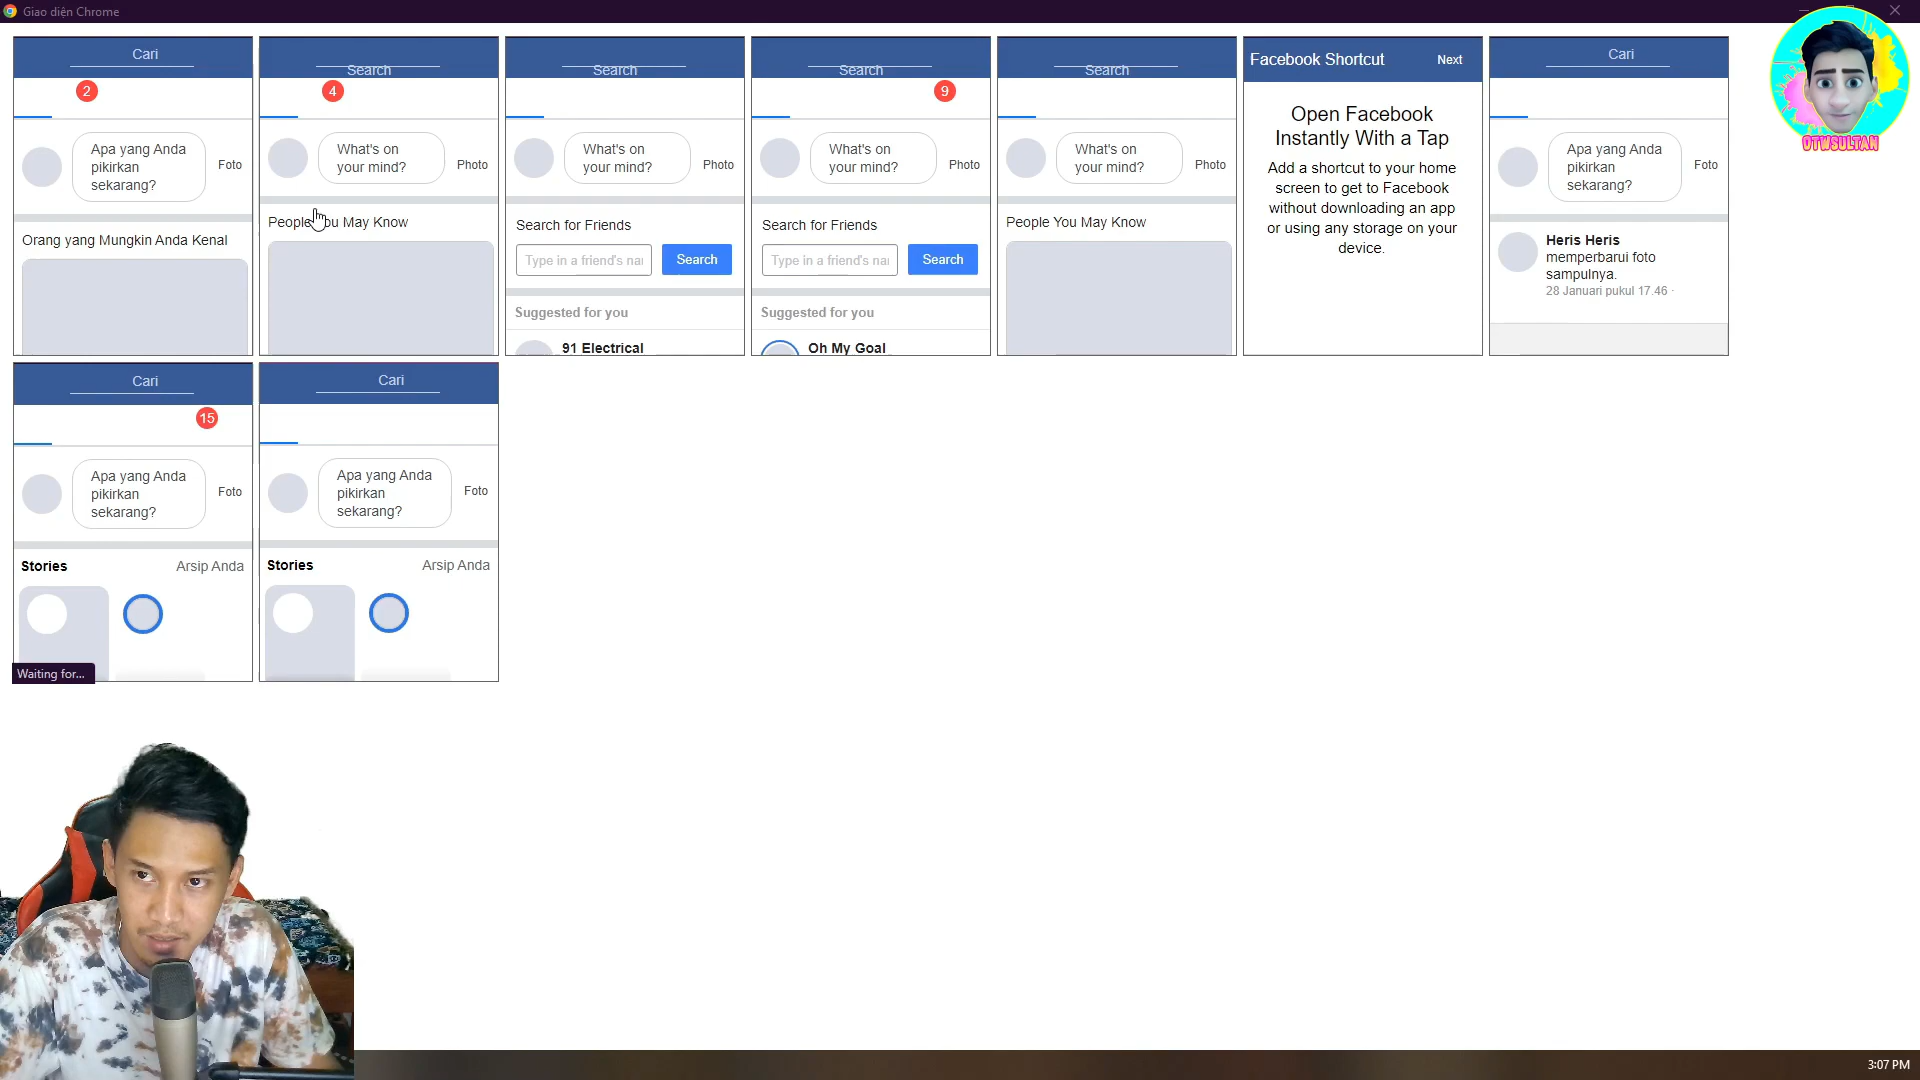 Giao diện Chrome
Cari
2
Apa yang Anda
pikirkan
sekarang?
Foto
Orang yang Mungkin Anda Kenal
Search
4
What's on
your mind?
Photo
People You May Know
Search
What's on
your mind?
Photo
Search for Friends
Type in a friend's nar
Search
Suggested for you
91 Electrical
Search
9
What's on
your mind?
Photo
Search for Friends
Type in a friend's nar
Search
Suggested for you
Oh My Goal
Search
What's on
your mind?
Photo
People You May Know
Facebook Shortcut
Next
Open Facebook
Instantly With a Tap
Add a shortcut to your home
screen to get to Facebook
without downloading an app
or using any storage on your
device.
Cari
Apa yang Anda
pikirkan
sekarang?
Foto
Heris Heris
memperbarui foto
sampulnya.
28 Januari pukul 17.46 ·
OTWSULTAN
Cari
15
Apa yang Anda
pikirkan
sekarang?
Foto
Stories
Arsip Anda
Waiting for...
Cari
Apa yang Anda
pikirkan
sekarang?
Foto
Stories
Arsip Anda
3:07 PM